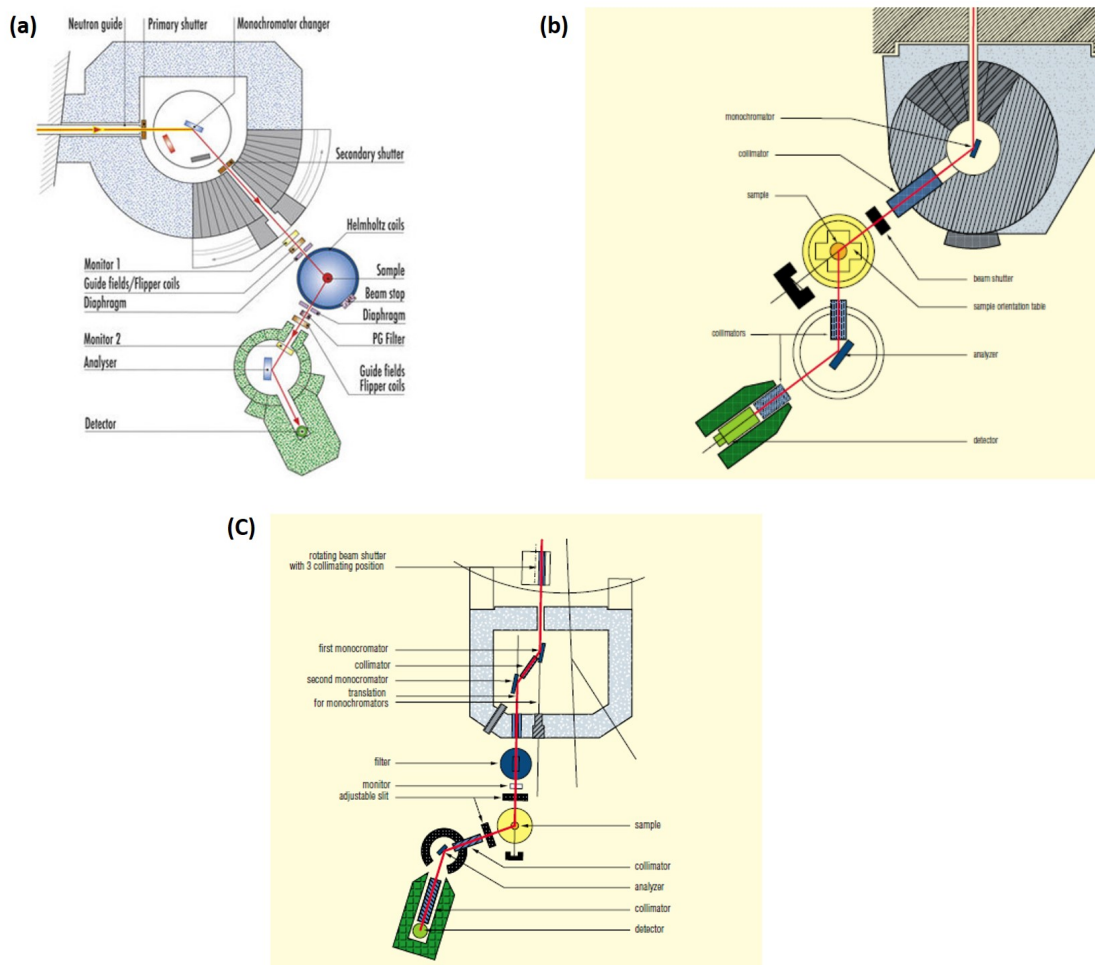 (a)
Neutron guide
Primary shutter
Monochromator changer
Secondary shutter
Helmholtz coils
Monitor 1
Guide fields/Flipper coils
Diaphragm
Sample
Beam stop
Diaphragm
Monitor 2
PG Filter
Analyser
Guide fields
Flipper coils
Detector
(b)
monochromator
collimator
sample
beam shutter
sample orientation table
collimators
analyzer
detector
(C)
rotating beam shutter
with 3 collimating position
first monocromator
collimator
second monocromator
translation
for monochromators
filter
monitor
adjustable slit
sample
collimator
analyzer
collimator
detector